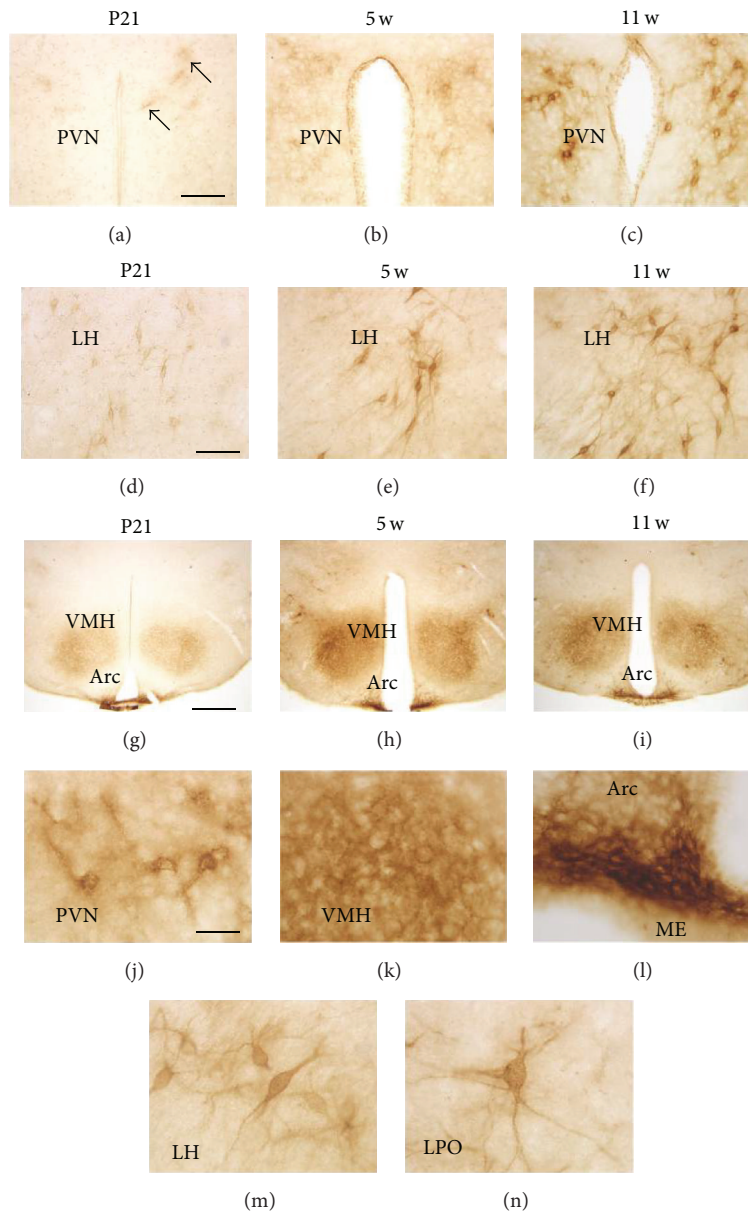 P21 5 w 11 w
PVN PVN PVN
(a) (b) (c)
P21 5 w 11 w
LH LH LH
(d) (e) (f)
P21 5 w 11 w
VMH VMH VMH
Arc Arc Arc
(g) (h) (i)
Arc
PVN VMH ME
(j) (k) (l)
LH LPO
(m) (n)